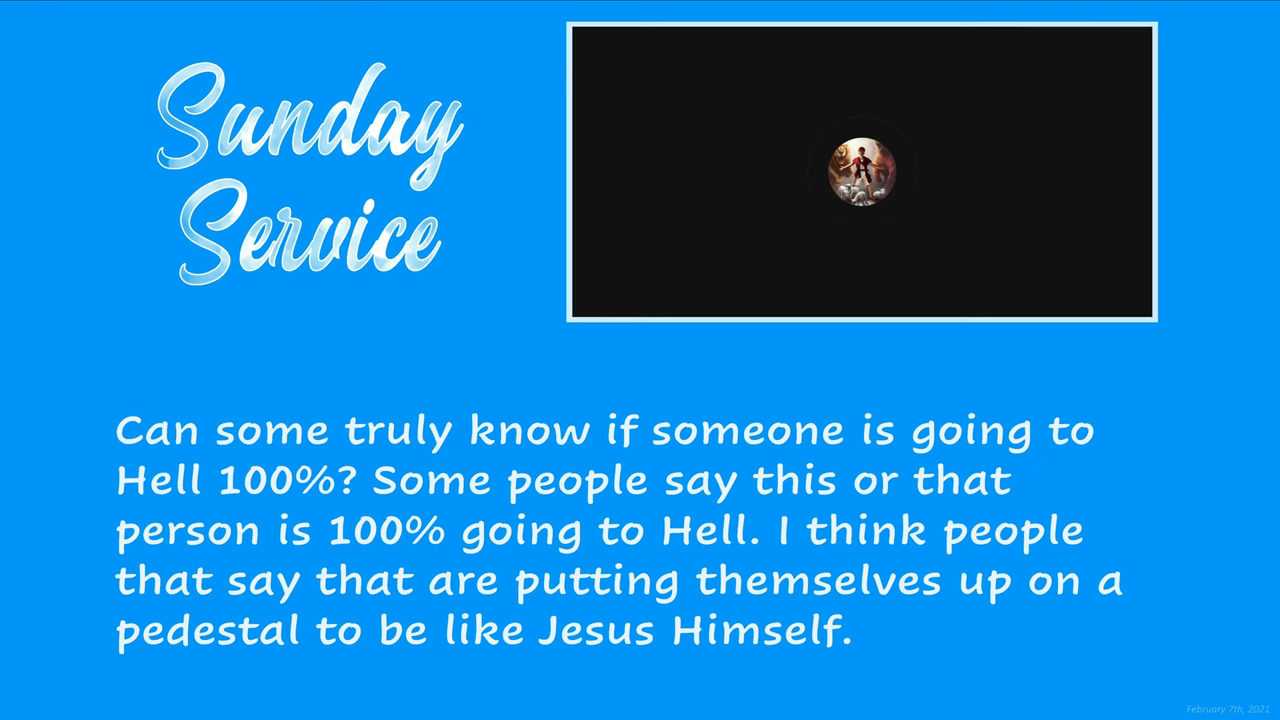 Sunday
Service
Can some truly know if someone is going to
Hell 100%? Some people say this or that
person is 100% going to Hell. I think people
that say that are putting themselves up on a
pedestal to be like Jesus Himself.
February 7th, 2021